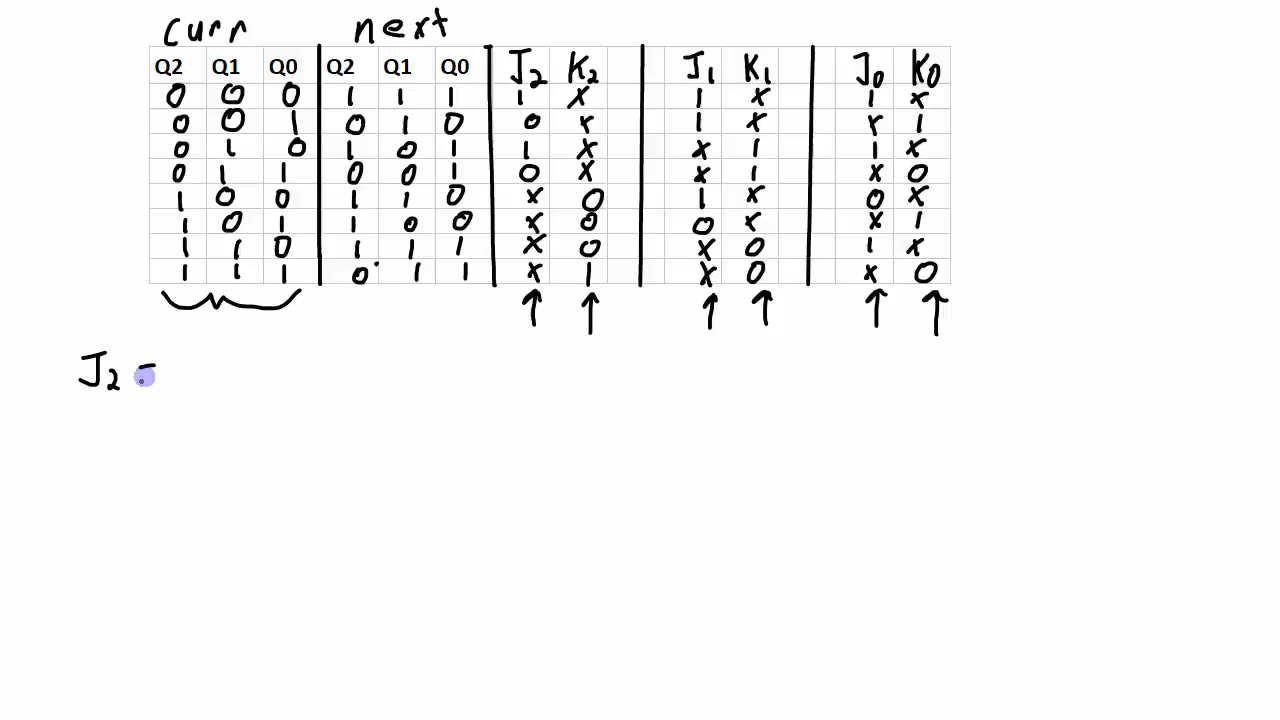 curr next
Q2 Q1 Q0 Q2 Q1 Q0 J2 K2 J1 K1 J0 K0
0 0 0 1 1 1 1 X 1 X 1 X
0 0 1 0 1 0 0 X 1 X X 1
0 1 0 1 0 1 1 X X 1 1 X
0 1 1 0 0 1 0 X X 1 X 0
1 0 0 1 1 0 X 0 1 X 0 X
1 0 1 1 0 0 X 0 0 X X 1
1 1 0 1 1 1 X 0 X 0 1 X
1 1 1 0 1 1 X 1 X 0 X 0
J2 =